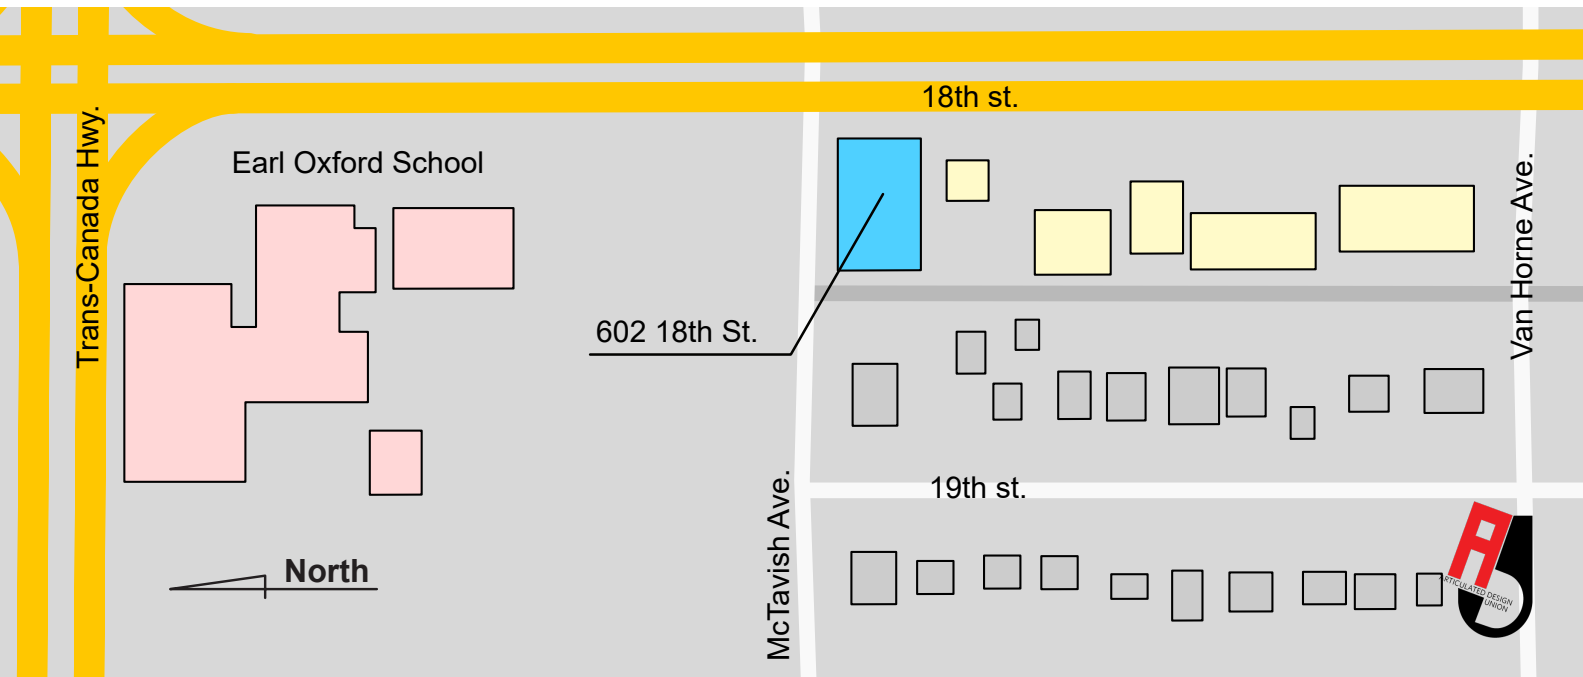 18th st.
Trans-Canada Hwy.
Earl Oxford School
Van Horne Ave.
602 18th St.
McTavish Ave.
19th st.
North
ARTICULATED DESIGN
UNION